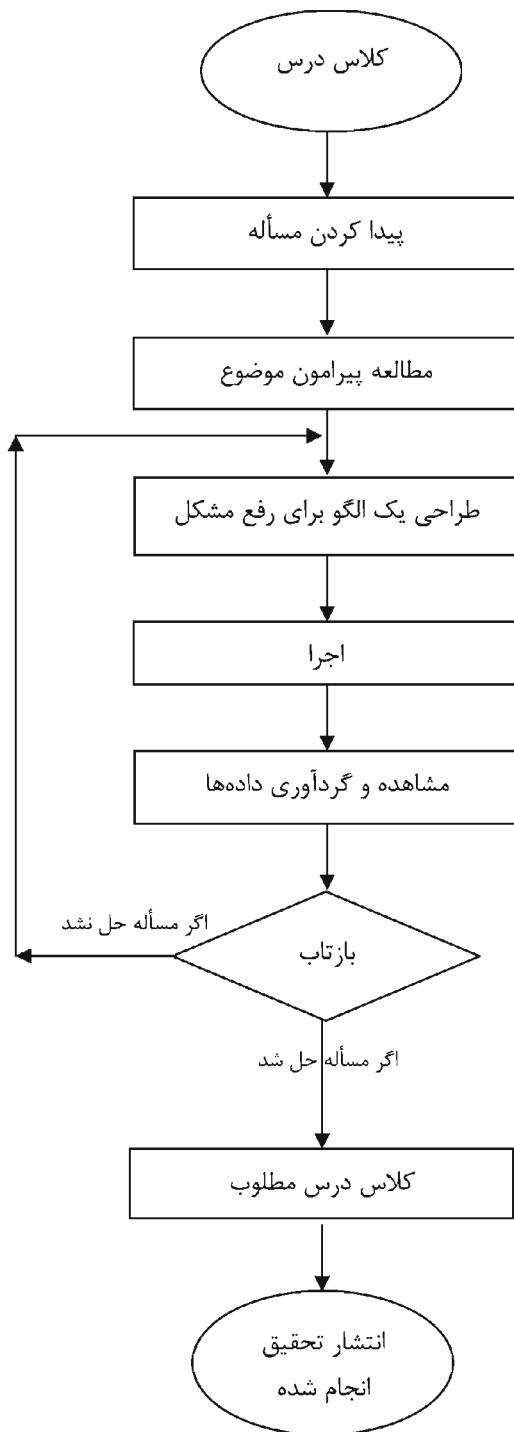 کلاس درس
پیدا کردن مسأله
مطالعه پیرامون موضوع
طراحی یک الگو برای رفع مشکل
اجرا
مشاهده و گردآوری داده‌ها
اگر مسأله حل نشد
بازتاب
اگر مسأله حل شد
کلاس درس مطلوب
انتشار تحقیق
انجام شده